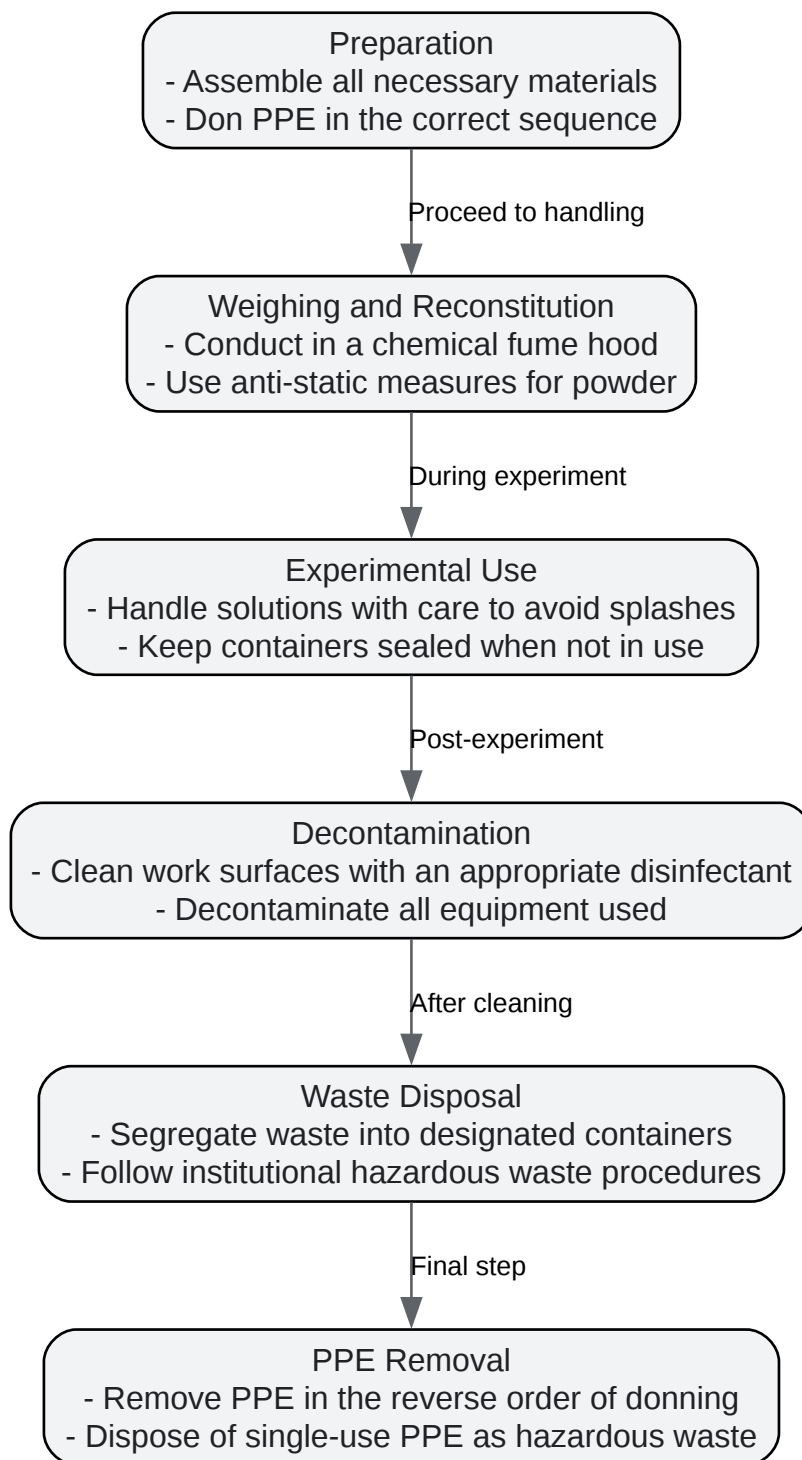 Preparation
- Assemble all necessary materials
- Don PPE in the correct sequence
Proceed to handling
Weighing and Reconstitution
- Conduct in a chemical fume hood
- Use anti-static measures for powder
During experiment
Experimental Use
- Handle solutions with care to avoid splashes
- Keep containers sealed when not in use
Post-experiment
Decontamination
- Clean work surfaces with an appropriate disinfectant
- Decontaminate all equipment used
After cleaning
Waste Disposal
- Segregate waste into designated containers
- Follow institutional hazardous waste procedures
Final step
PPE Removal
- Remove PPE in the reverse order of donning
- Dispose of single-use PPE as hazardous waste